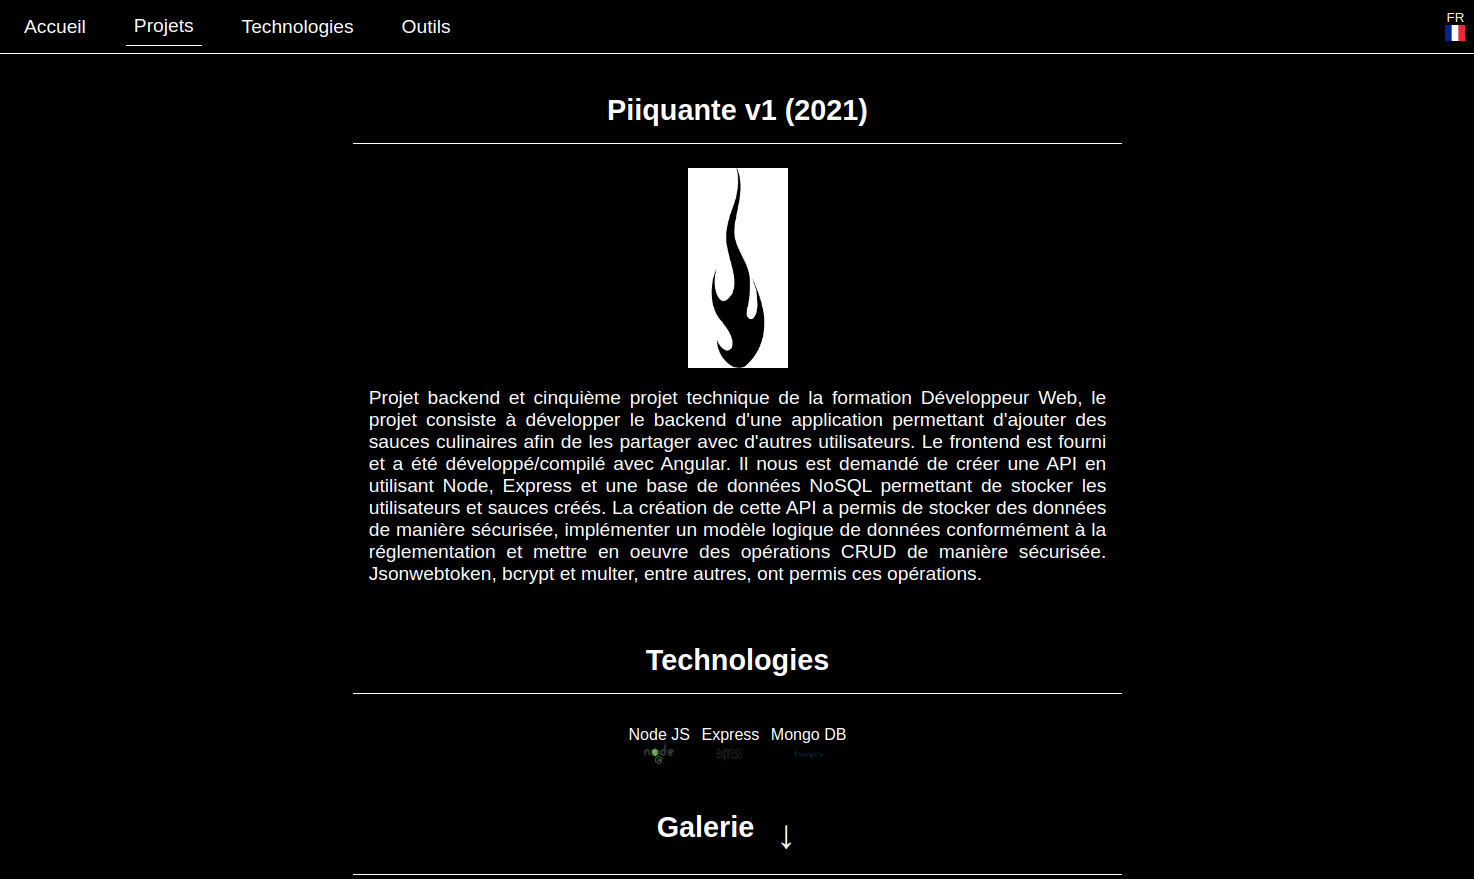 Accueil Projets Technologies Outils FR
Piiquante v1 (2021)
Projet backend et cinquième projet technique de la formation Développeur Web, le
projet consiste à développer le backend d'une application permettant d'ajouter des
sauces culinaires afin de les partager avec d'autres utilisateurs. Le frontend est fourni
et a été développé/compilé avec Angular. Il nous est demandé de créer une API en
utilisant Node, Express et une base de données NoSQL permettant de stocker les
utilisateurs et sauces créés. La création de cette API a permis de stocker des données
de manière sécurisée, implémenter un modèle logique de données conformément à la
réglementation et mettre en oeuvre des opérations CRUD de manière sécurisée.
Jsonwebtoken, bcrypt et multer, entre autres, ont permis ces opérations.
Technologies
Node JS Express Mongo DB
node express
Galerie ↓